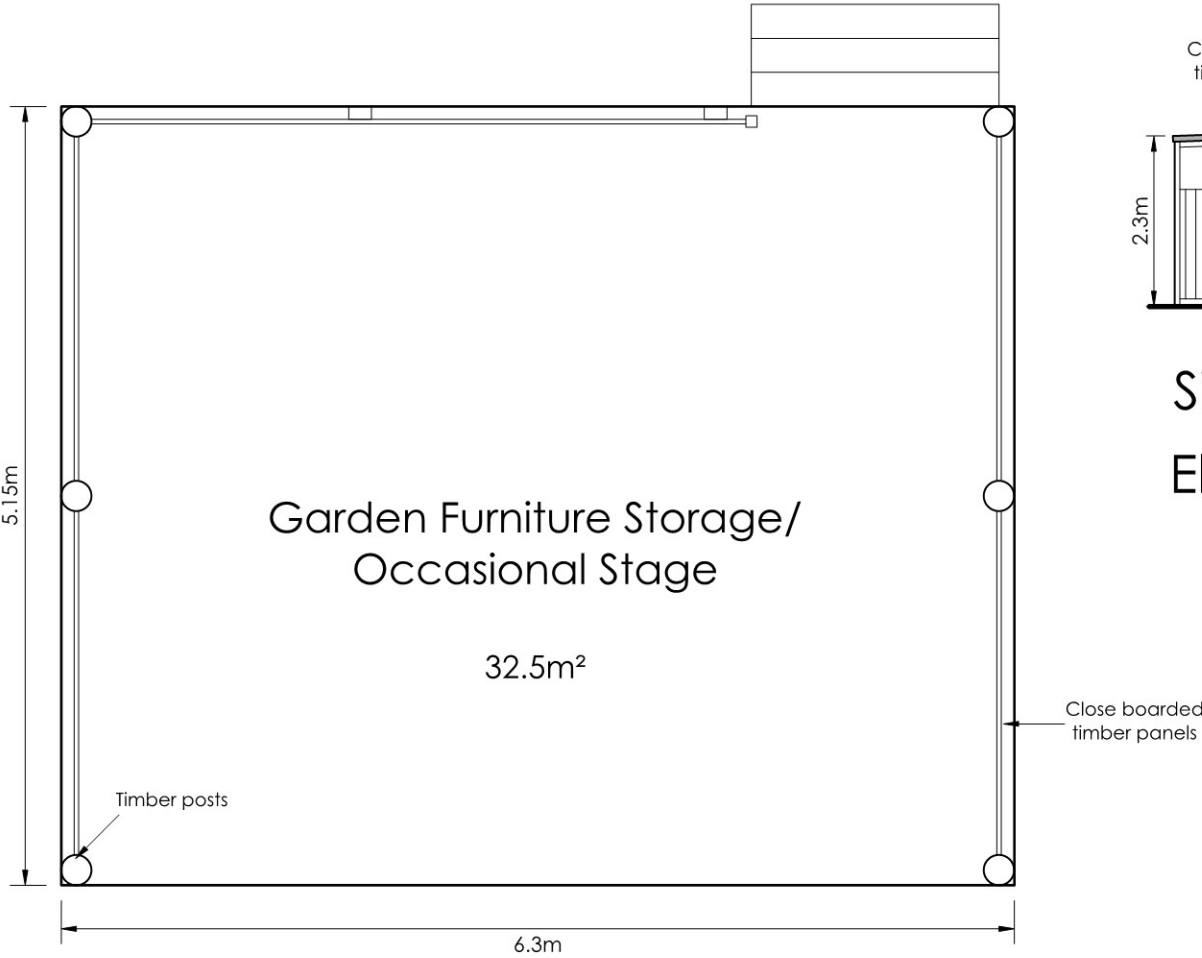 5.15m
Garden Furniture Storage/
Occasional Stage
32.5m²
Timber posts
6.3m
Close boarded
timber panels
2.3m